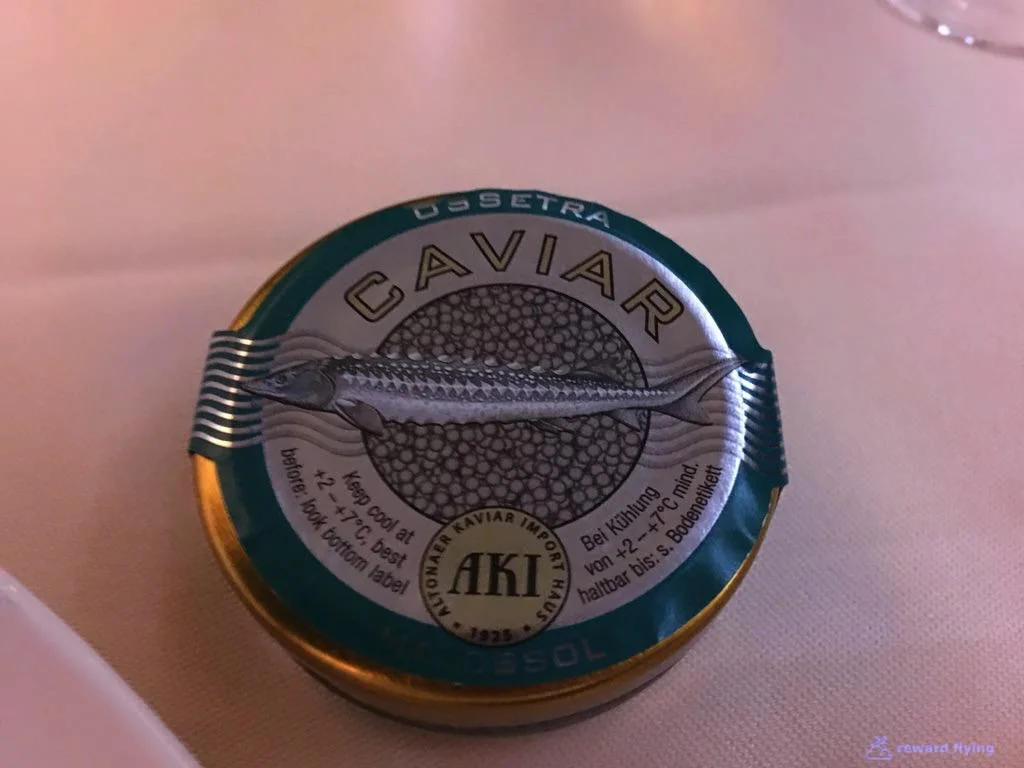 OSSETRA
CAVIAR
Keep cool at
+2 – +7°C, best
before: look bottom label
Bei Kühlung
von +2 – +7°C mind.
haltbar bis: s. Bodenetikett
ALTONAER KAVIAR IMPORT HAUS
AKI
* 1925 *
MALOSSOL
reward flying